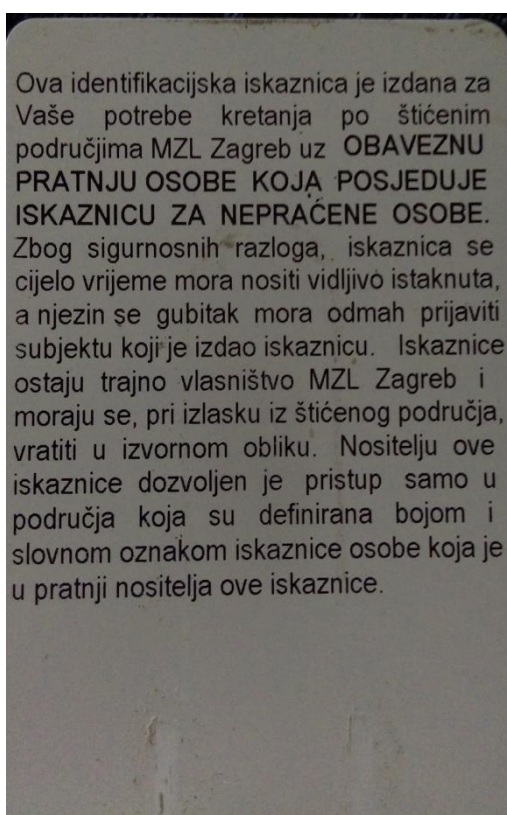 Ova identifikacijska iskaznica je izdana za
Vaše potrebe kretanja po štićenim
područjima MZL Zagreb uz OBAVEZNU
PRATNJU OSOBE KOJA POSJEDUJE
ISKAZNICU ZA NEPRAĆENE OSOBE.
Zbog sigurnosnih razloga, iskaznica se
cijelo vrijeme mora nositi vidljivo istaknuta,
a njezin se gubitak mora odmah prijaviti
subjektu koji je izdao iskaznicu. Iskaznice
ostaju trajno vlasništvo MZL Zagreb i
moraju se, pri izlasku iz štićenog područja,
vratiti u izvornom obliku. Nositelju ove
iskaznice dozvoljen je pristup samo u
područja koja su definirana bojom i
slovnom oznakom iskaznice osobe koja je
u pratnji nositelja ove iskaznice.